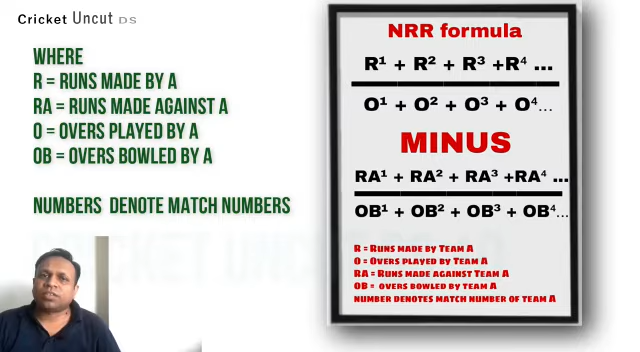 Cricket Uncut DS
WHERE
R = RUNS MADE BY A
RA = RUNS MADE AGAINST A
O = OVERS PLAYED BY A
OB = OVERS BOWLED BY A
NUMBERS DENOTE MATCH NUMBERS
NRR formula
R¹ + R² + R³ +R⁴ ...
O¹ + O² + O³ + O⁴...
MINUS
RA¹ + RA² + RA³ +RA⁴ ...
OB¹ + OB² + OB³ + OB⁴...
R = Runs made by Team A
O = Overs played by Team A
RA = Runs made against Team A
OB = overs bowled by team A
number denotes match number of team A